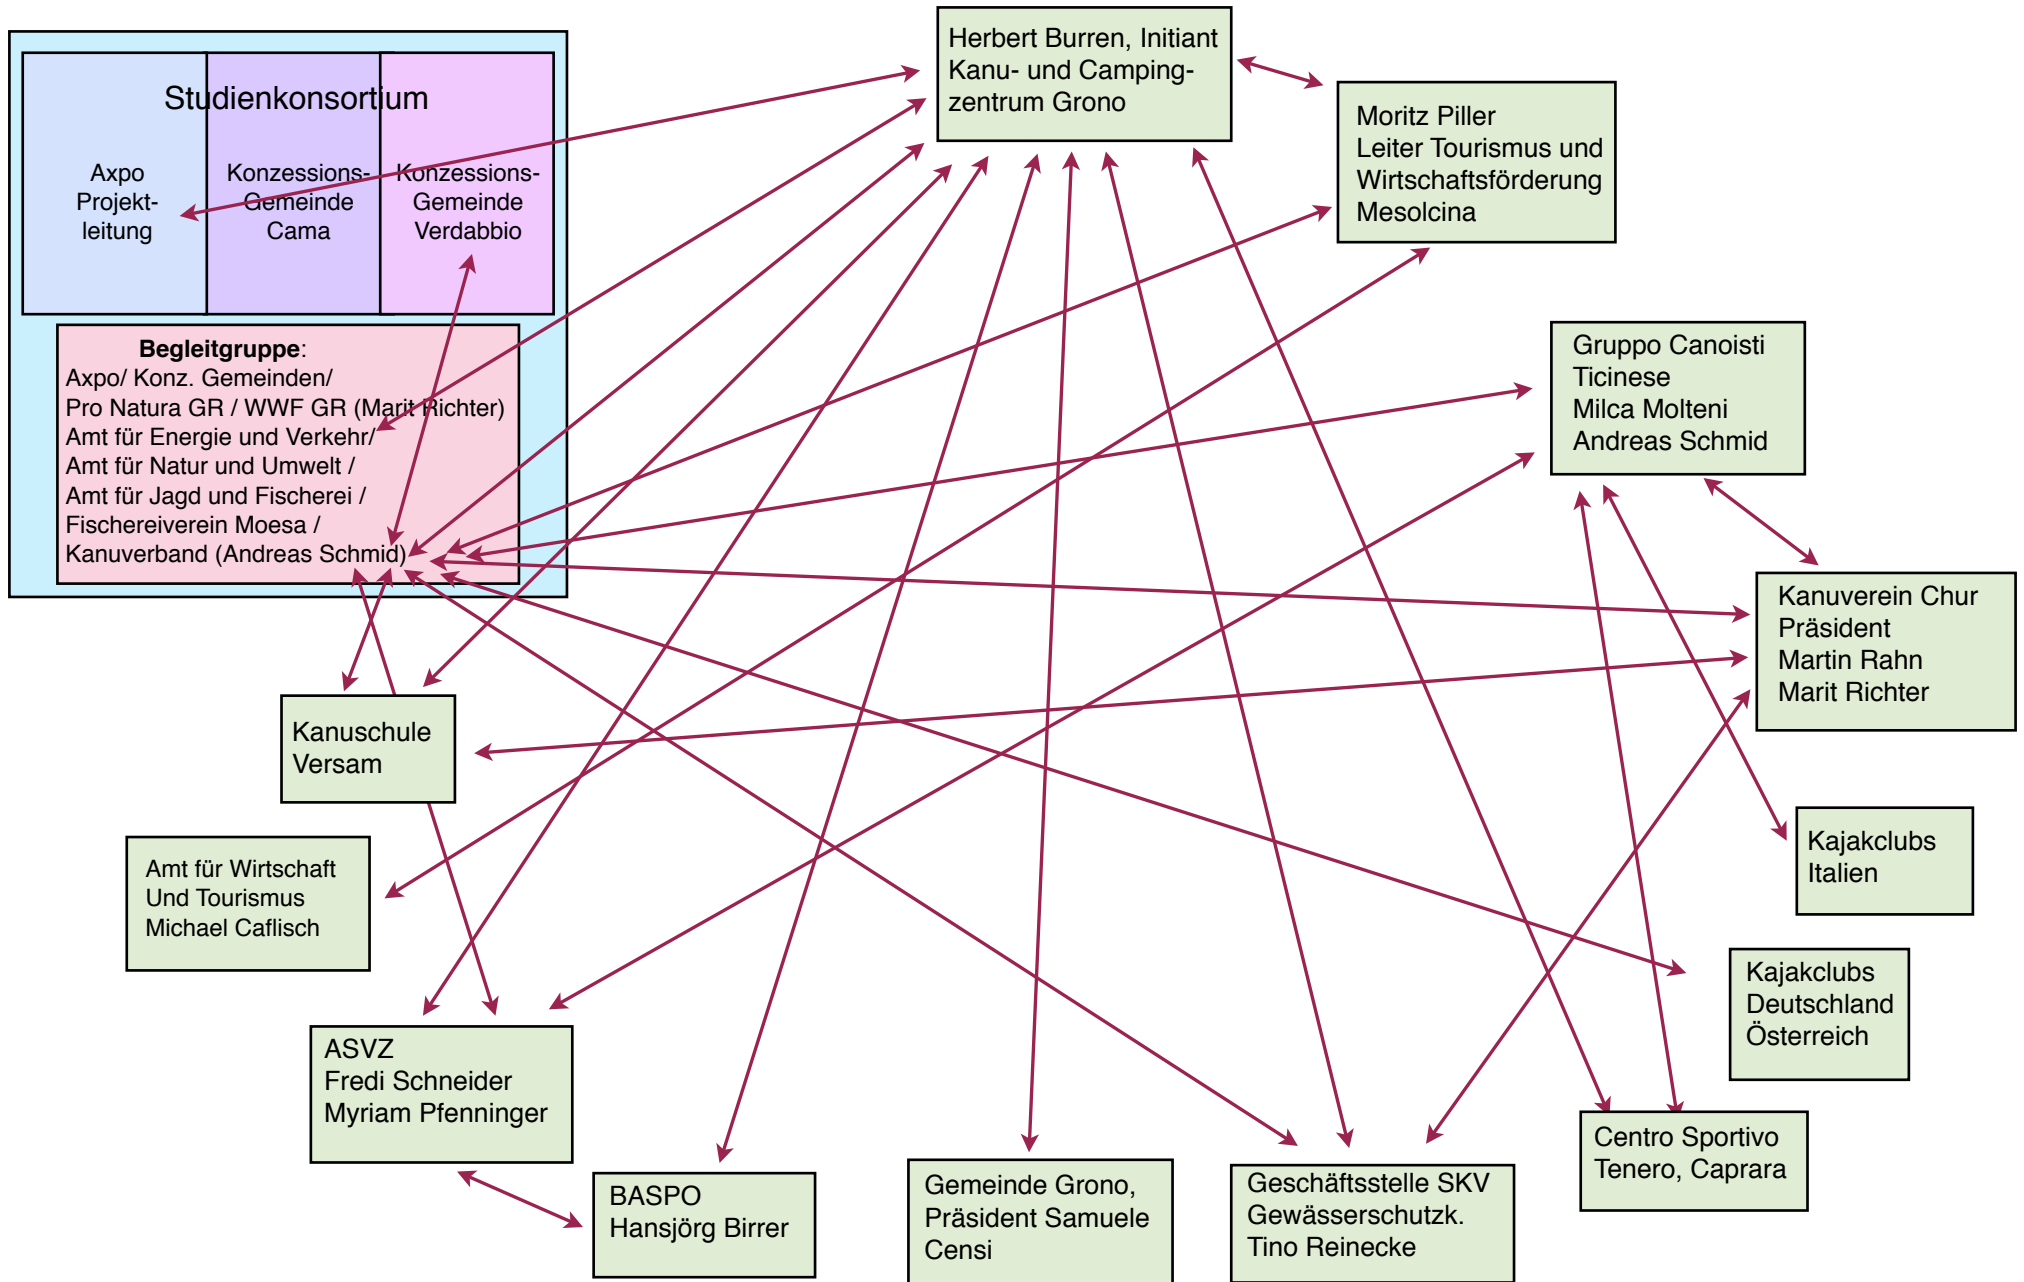 Studienkonsortium
Axpo
Projekt-
leitung
Konzessions-
Gemeinde
Cama
Konzessions-
Gemeinde
Verdabbio
Begleitgruppe:
Axpo/ Konz. Gemeinden/
Pro Natura GR / WWF GR (Marit Richter)
Amt für Energie und Verkehr/
Amt für Natur und Umwelt /
Amt für Jagd und Fischerei /
Fischereiverein Moesa /
Kanuverband (Andreas Schmid)
Herbert Burren, Initiant
Kanu- und Camping-
zentrum Grono
Moritz Piller
Leiter Tourismus und
Wirtschaftsförderung
Mesolcina
Gruppo Canoisti
Ticinese
Milca Molteni
Andreas Schmid
Kanuverein Chur
Präsident
Martin Rahn
Marit Richter
Kanuschule
Versam
Kajakclubs
Italien
Amt für Wirtschaft
Und Tourismus
Michael Caflisch
Kajakclubs
Deutschland
Österreich
ASVZ
Fredi Schneider
Myriam Pfenninger
Centro Sportivo
Tenero, Caprara
BASPO
Hansjörg Birrer
Gemeinde Grono,
Präsident Samuele
Censi
Geschäftsstelle SKV
Gewässerschutzk.
Tino Reinecke